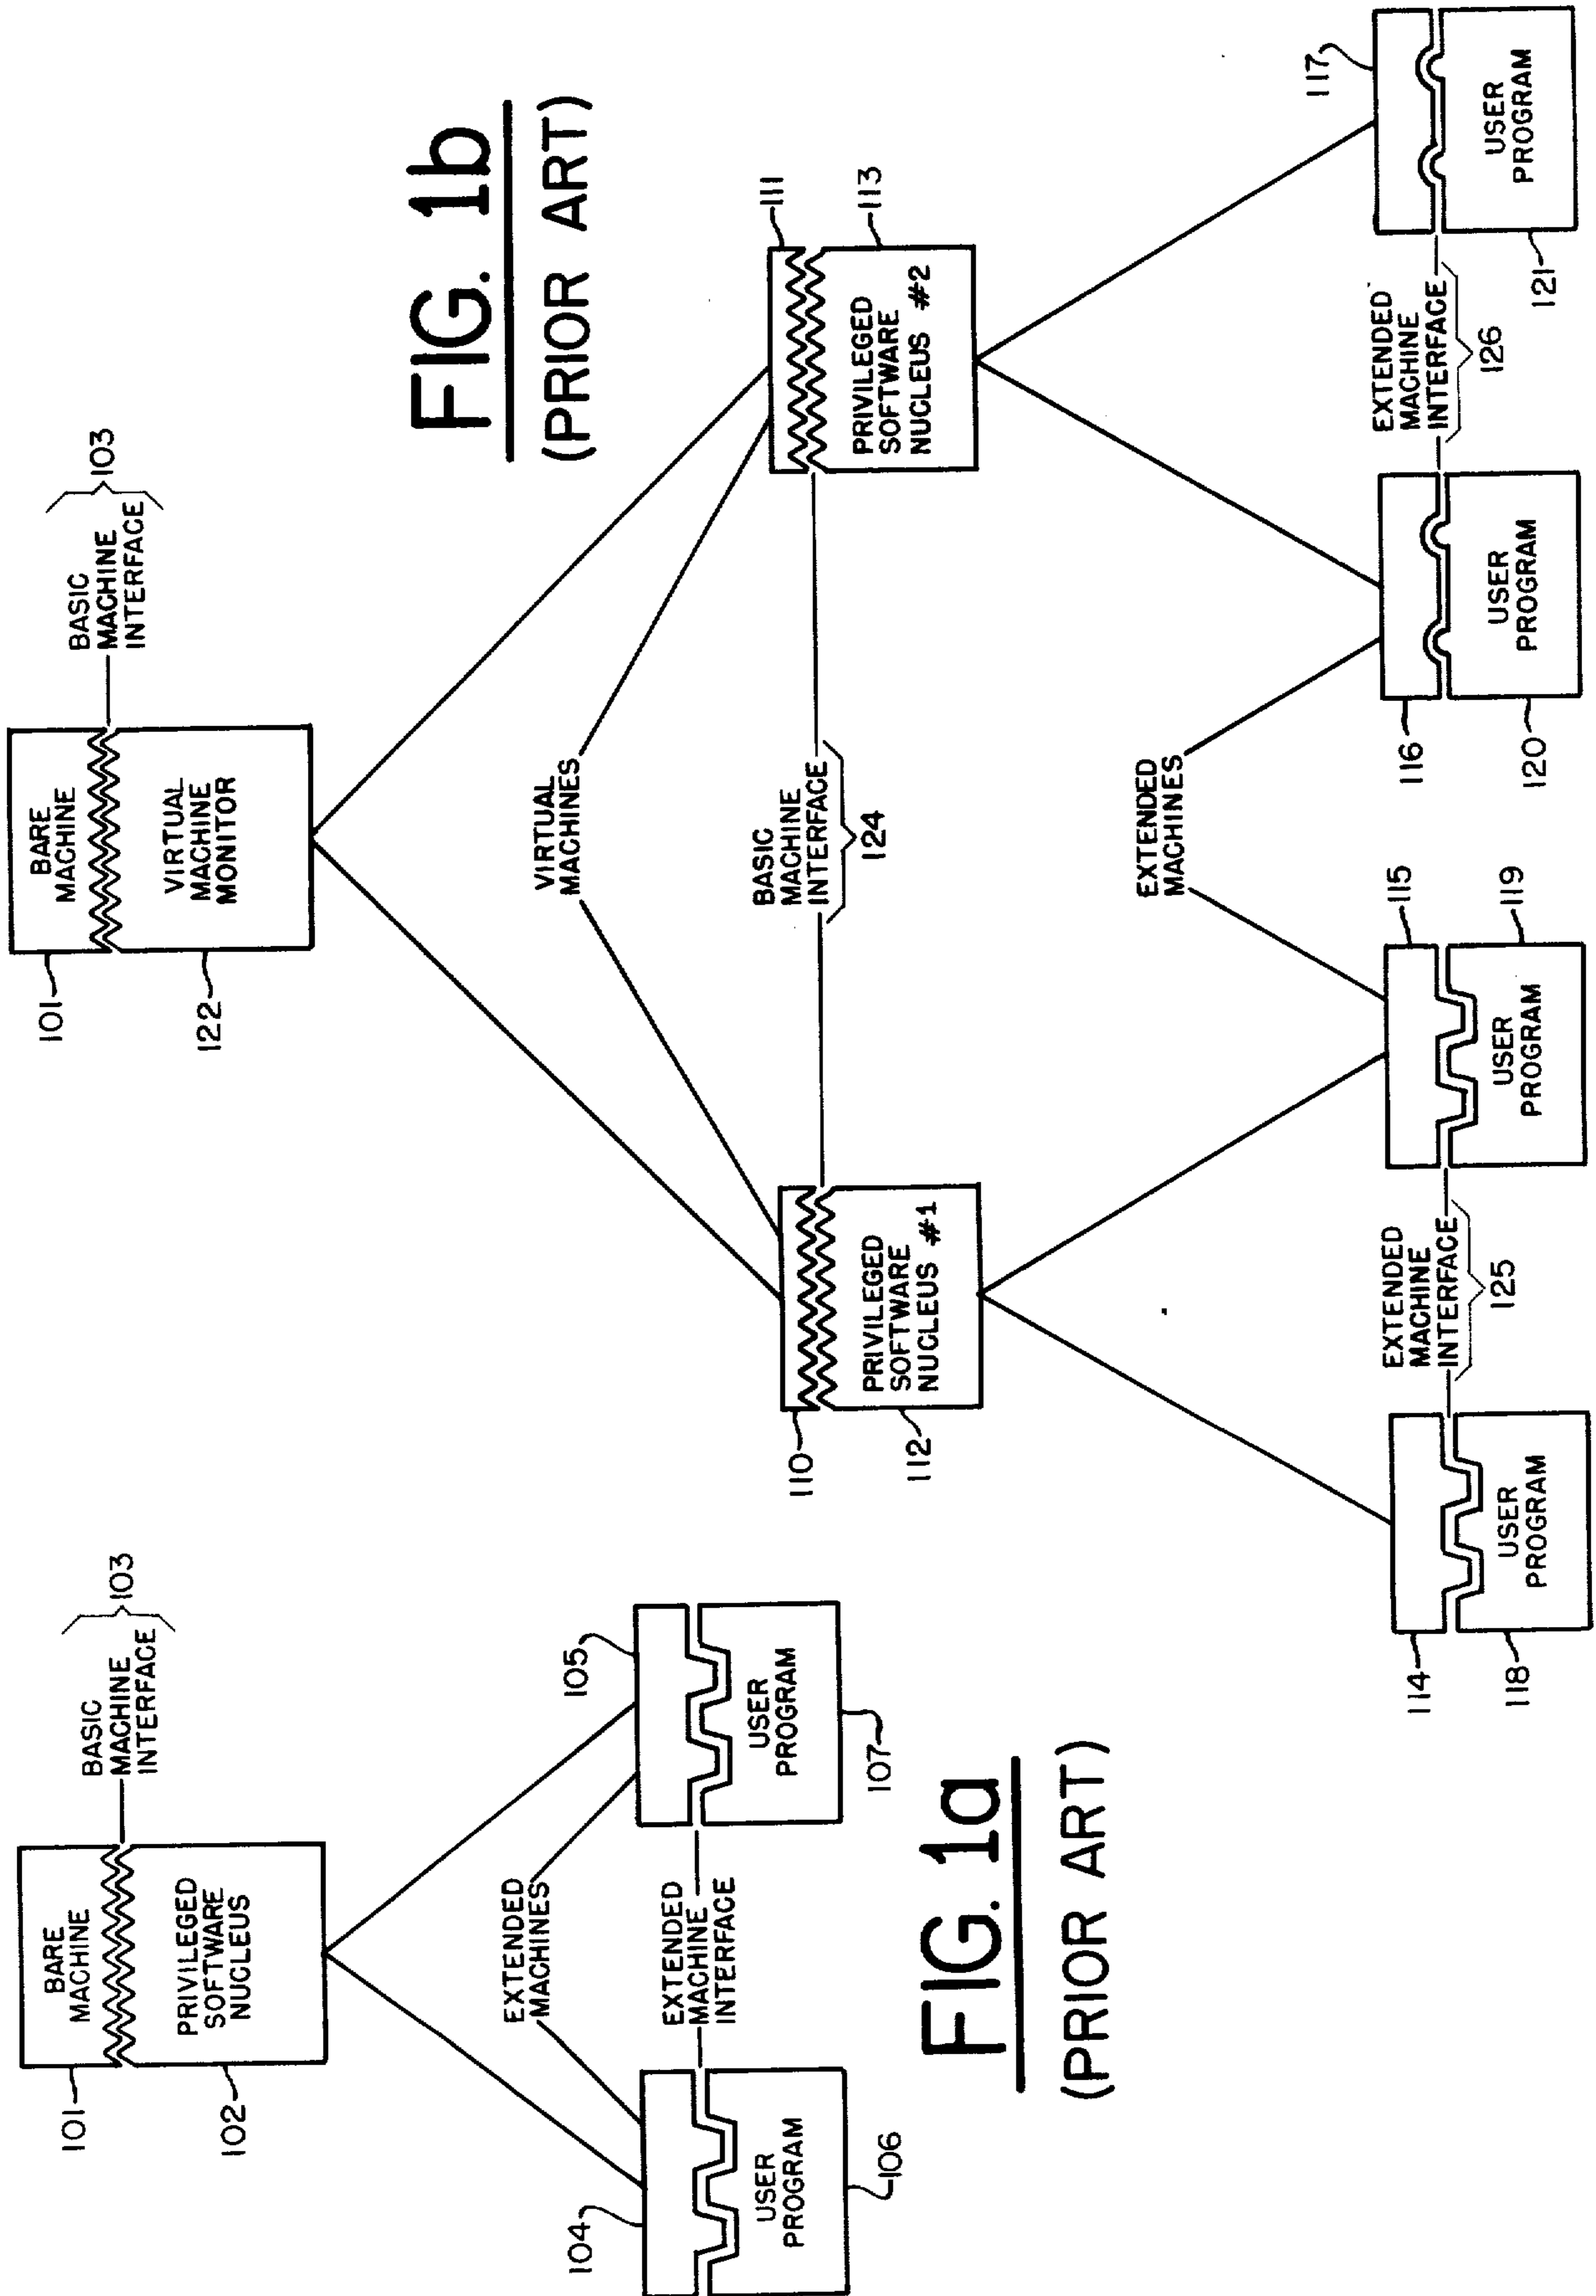 101
102
BARE
MACHINE
PRIVILEGED
SOFTWARE
NUCLEUS
BASIC
MACHINE
INTERFACE
103
EXTENDED
MACHINES
104
105
USER
PROGRAM
EXTENDED
MACHINE
INTERFACE
USER
PROGRAM
106
107
FIG. 1a
(PRIOR ART)
101
122
BARE
MACHINE
VIRTUAL
MACHINE
MONITOR
BASIC
MACHINE
INTERFACE
103
FIG. 1b
(PRIOR ART)
VIRTUAL
MACHINES
110
112
PRIVILEGED
SOFTWARE
NUCLEUS #1
BASIC
MACHINE
INTERFACE
124
111
113
PRIVILEGED
SOFTWARE
NUCLEUS #2
EXTENDED
MACHINES
114
118
USER
PROGRAM
EXTENDED
MACHINE
INTERFACE
125
115
119
USER
PROGRAM
116
120
USER
PROGRAM
EXTENDED
MACHINE
INTERFACE
126
117
121
USER
PROGRAM